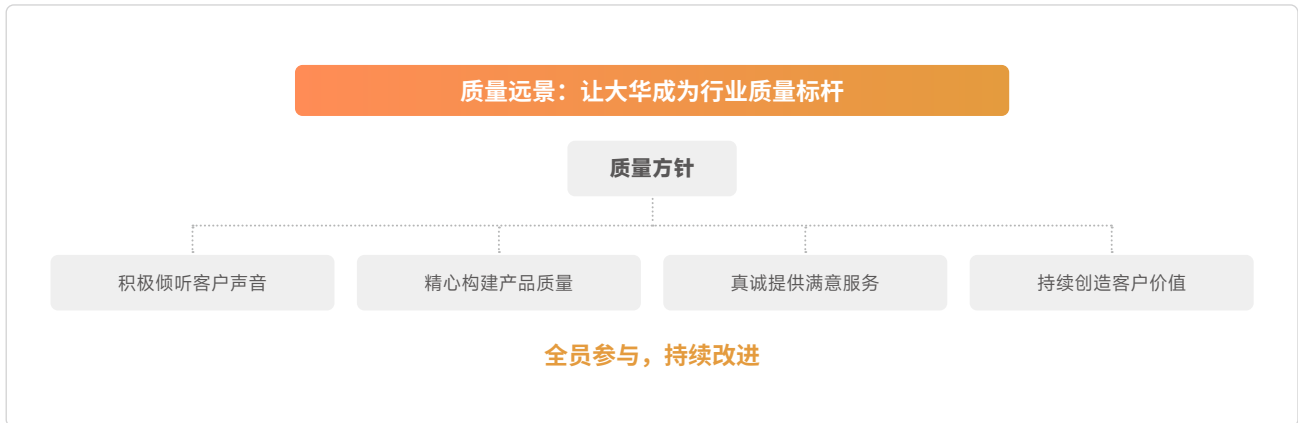 质量远景：让大华成为行业质量标杆
质量方针
积极倾听客户声音
精心构建产品质量
真诚提供满意服务
持续创造客户价值
全员参与，持续改进